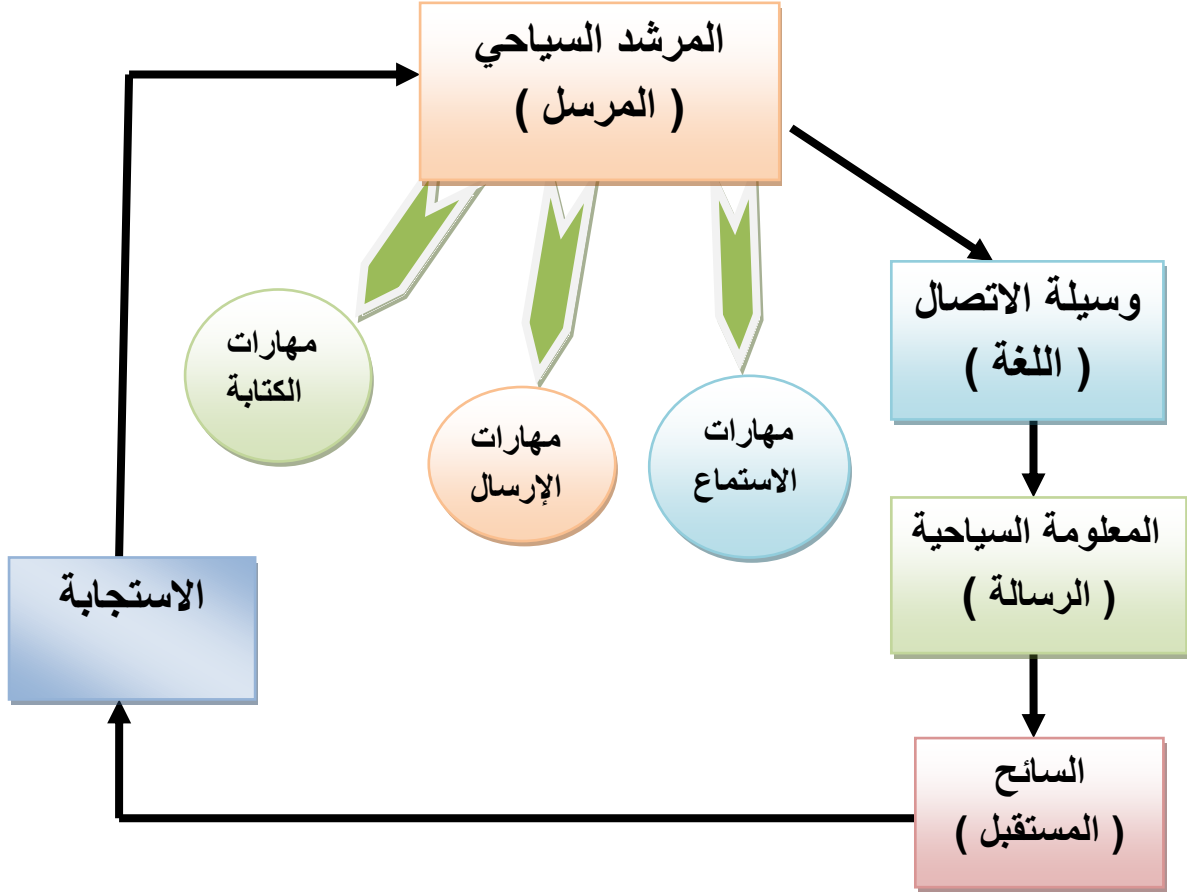 المرشد السياحي
( المرسل )
وسيلة الاتصال
( اللغة )
مهارات
الكتابة
مهارات
الإرسال
مهارات
الاستماع
المعلومة السياحية
( الرسالة )
الاستجابة
السائح
( المستقبل )